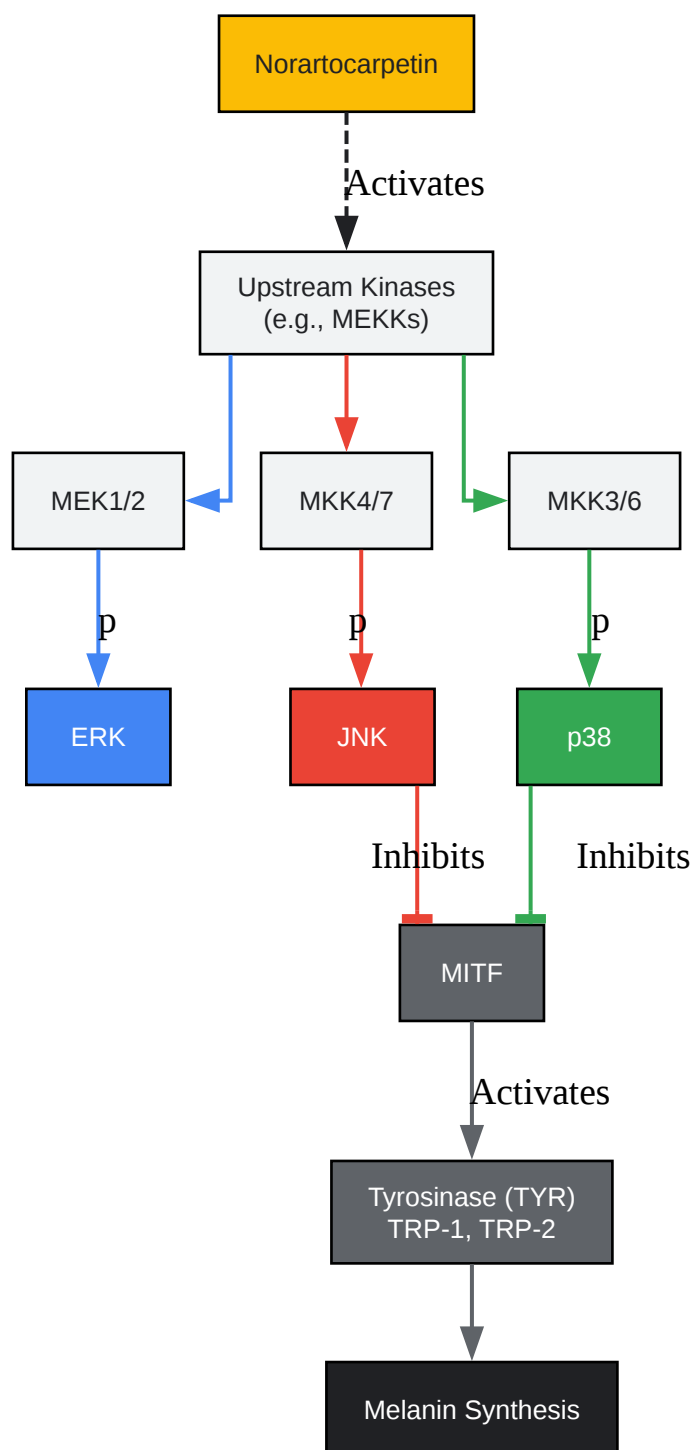 Norartocarpetin
Activates
Upstream Kinases
(e.g., MEKKs)
MEK1/2
MKK4/7
MKK3/6
p
p
p
ERK
JNK
p38
Inhibits
Inhibits
MITF
Activates
Tyrosinase (TYR)
TRP-1, TRP-2
Melanin Synthesis